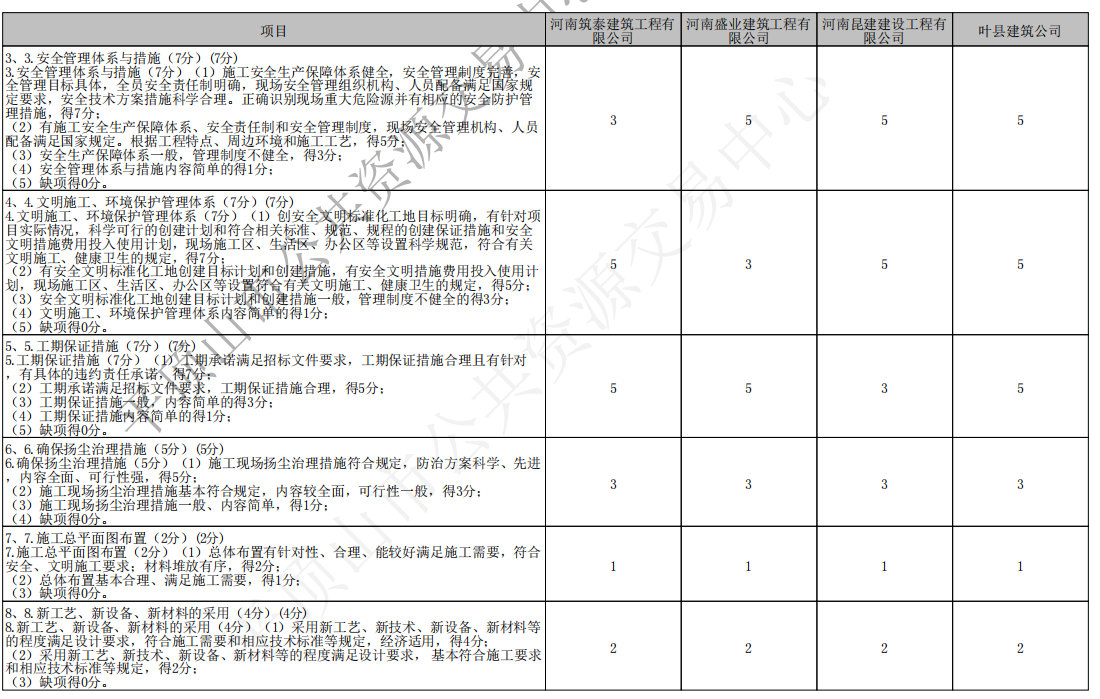 项目
河南筑泰建筑工程有
限公司
河南盛业建筑工程有
限公司
河南昆建建设工程有
限公司
叶县建筑公司
3、3.安全管理体系与措施（7分）(7分)
3.安全管理体系与措施（7分）（1）施工安全生产保障体系健全，安全管理制度完善，安
全管理目标具体，全员安全责任制明确，现场安全管理组织机构、人员配备满足国家规
定要求，安全技术方案措施科学合理。正确识别现场重大危险源并有相应的安全防护管
理措施，得7分；
（2）有施工安全生产保障体系、安全责任制和安全管理制度，现场安全管理机构、人员
配备满足国家规定。根据工程特点、周边环境和施工工艺，得5分；
（3）安全生产保障体系一般，管理制度不健全，得3分；
（4）安全管理体系与措施内容简单的得1分；
（5）缺项得0分。
3
5
5
5
4、4.文明施工、环境保护管理体系（7分）(7分)
4.文明施工、环境保护管理体系（7分）（1）创安全文明标准化工地目标明确，有针对项
目实际情况，科学可行的创建计划和符合相关标准、规范、规程的创建保证措施和安全
文明措施费用投入使用计划，现场施工区、生活区、办公区等设置科学规范，符合有关
文明施工、健康卫生的规定，得7分；
（2）有安全文明标准化工地创建目标计划和创建措施，有安全文明措施费用投入使用计
划，现场施工区、生活区、办公区等设置符合有关文明施工、健康卫生的规定，得5分；
（3）安全文明标准化工地创建目标计划和创建措施一般，管理制度不健全的得3分；
（4）文明施工、环境保护管理体系内容简单的得1分；
（5）缺项得0分。
5
3
5
5
5、5.工期保证措施（7分）(7分)
5.工期保证措施（7分）（1）工期承诺满足招标文件要求，工期保证措施合理且有针对
，有具体的违约责任承诺，得7分；
（2）工期承诺满足招标文件要求，工期保证措施合理，得5分；
（3）工期保证措施一般，内容简单的得3分；
（4）工期保证措施内容简单的得1分；
（5）缺项得0分。
5
5
3
5
6、6.确保扬尘治理措施（5分）(5分)
6.确保扬尘治理措施（5分）（1）施工现场扬尘治理措施符合规定，防治方案科学、先进
，内容全面、可行性强，得5分；
（2）施工现场扬尘治理措施基本符合规定，内容较全面，可行性一般，得3分；
（3）施工现场扬尘治理措施一般、内容简单，得1分；
（4）缺项得0分。
3
3
3
3
7、7.施工总平面图布置（2分）(2分)
7.施工总平面图布置（2分）（1）总体布置有针对性、合理、能较好满足施工需要，符合
安全、文明施工要求；材料堆放有序，得2分；
（2）总体布置基本合理、满足施工需要，得1分；
（3）缺项得0分。
1
1
1
1
8、8.新工艺、新设备、新材料的采用（4分）(4分)
8.新工艺、新设备、新材料的采用（4分）（1）采用新工艺、新技术、新设备、新材料等
的程度满足设计要求，符合施工需要和相应技术标准等规定，经济适用，得4分；
（2）采用新工艺、新技术、新设备、新材料等的程度满足设计要求， 基本符合施工要求
和相应技术标准等规定，得2分；
（3）缺项得0分。
2
2
2
2
平顶山市公共资源交易中心
平顶山市公共资源交易中心